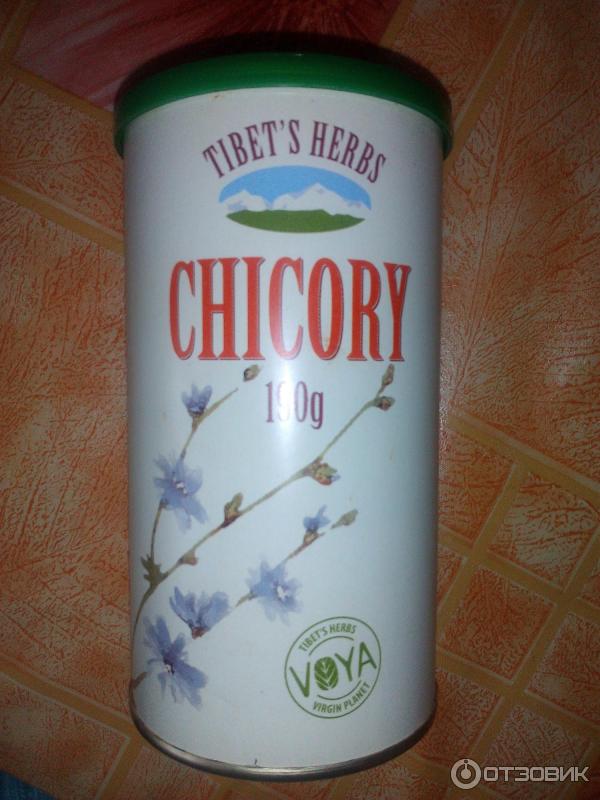 TIBET'S HERBS
CHICORY
190g
TIBET'S HERBS
VOYA
VIRGIN PLANET
ОТЗОВИК